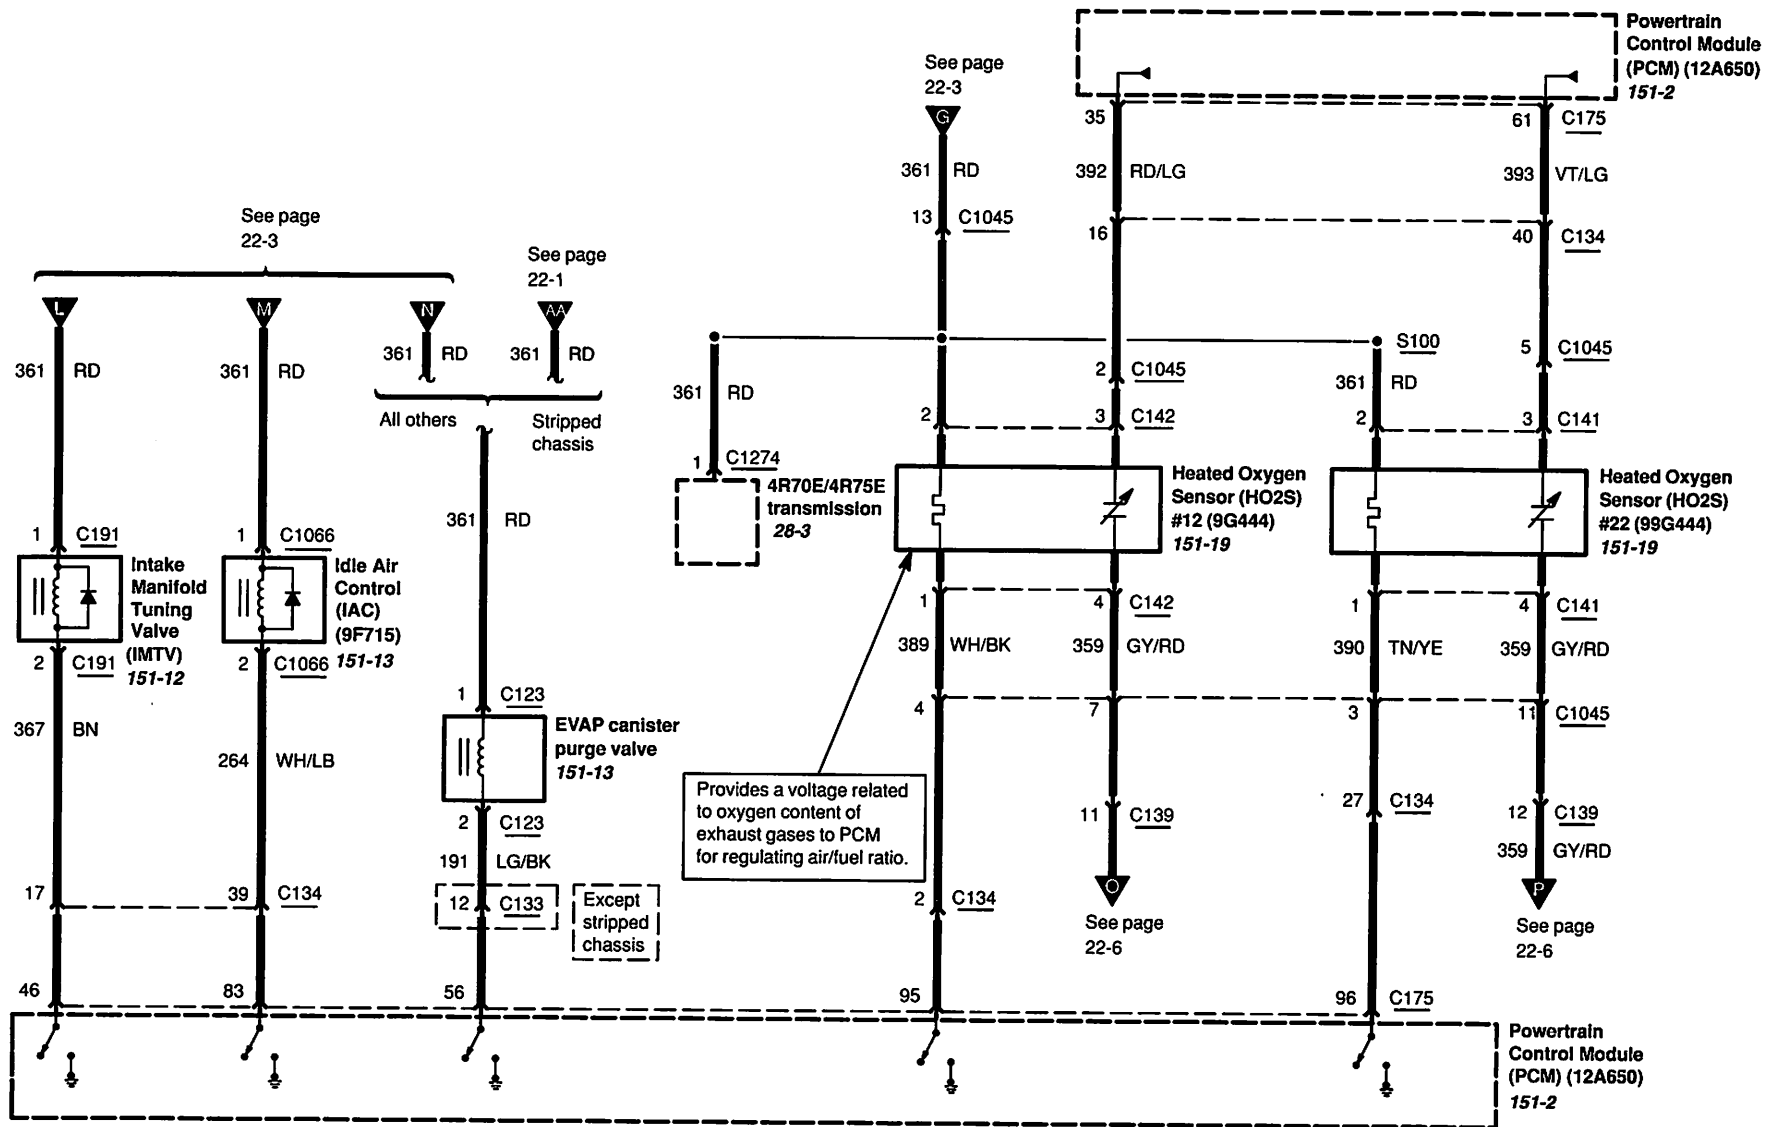 Powertrain
Control Module
(PCM) (12A650)
151-2
See page
22-3
G
35
61 C175
361 RD
392 RD/LG
393 VT/LG
13 C1045
16
40 C134
See page
22-3
See page
22-1
L
M
N
AA
361 RD
361 RD
361 RD
361 RD
All others
Stripped
chassis
S100
5 C1045
2 C1045
361 RD
361 RD
2
3 C142
2
3 C141
1 C1274
4R70E/4R75E
transmission
28-3
Heated Oxygen
Sensor (HO2S)
#12 (9G444)
151-19
Heated Oxygen
Sensor (HO2S)
#22 (99G444)
151-19
361 RD
1 C191
1 C1066
Intake
Manifold
Tuning
Valve
(IMTV)
151-12
Idle Air
Control
(IAC)
(9F715)
151-13
2 C191
2 C1066
1
4 C142
1
4 C141
389 WH/BK
359 GY/RD
390 TN/YE
359 GY/RD
1 C123
4
7
3
11 C1045
367 BN
264 WH/LB
EVAP canister
purge valve
151-13
Provides a voltage related
to oxygen content of
exhaust gases to PCM
for regulating air/fuel ratio.
27 C134
11 C139
12 C139
2 C123
191 LG/BK
359 GY/RD
17
39 C134
12 C133
Except
stripped
chassis
2 C134
O
See page
22-6
P
See page
22-6
46
83
56
95
96 C175
Powertrain
Control Module
(PCM) (12A650)
151-2